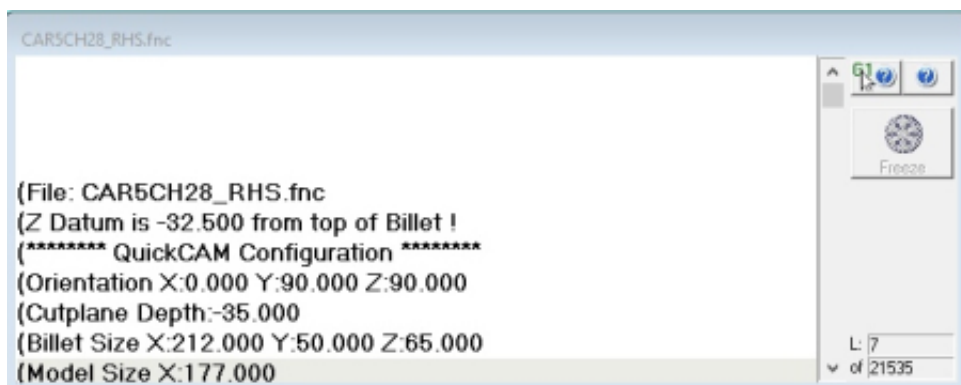 CAR5CH28_RHS.fnc
G1
Freeze
(File: CAR5CH28_RHS.fnc
(Z Datum is -32.500 from top of Billet !
(******** QuickCAM Configuration ********
(Orientation X:0.000 Y:90.000 Z:90.000
(Cutplane Depth:-35.000
(Billet Size X:212.000 Y:50.000 Z:65.000
(Model Size X:177.000
L: 7
of 21535